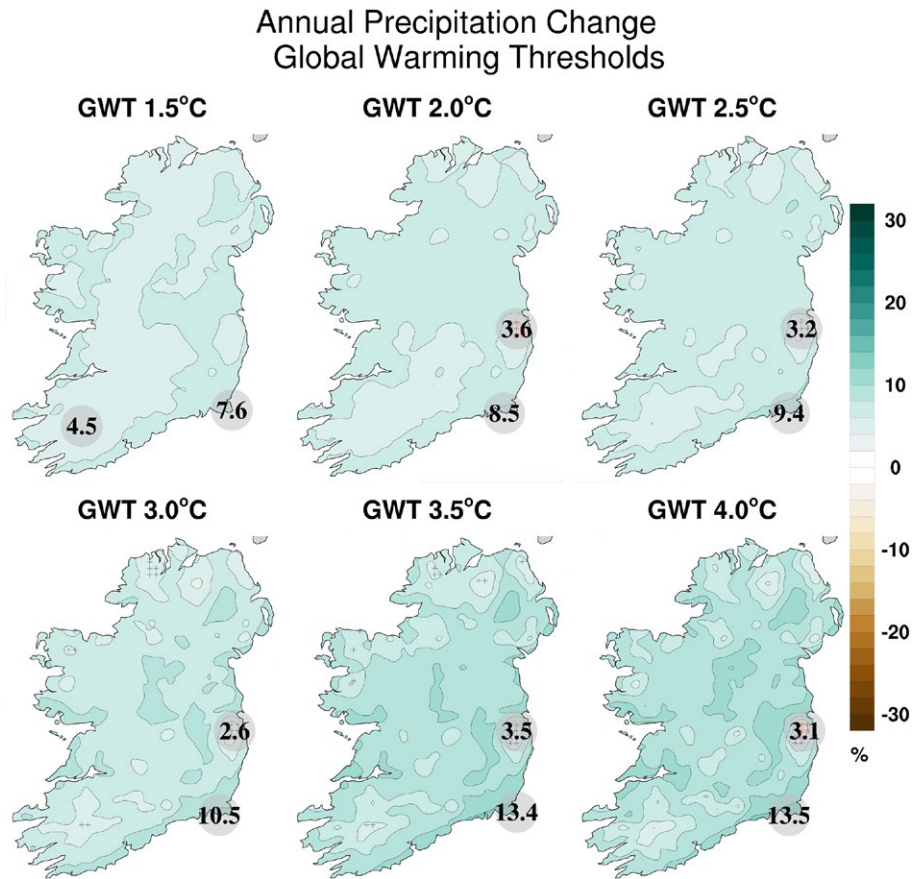 Annual Precipitation Change
Global Warming Thresholds
GWT 1.5°C
GWT 2.0°C
GWT 2.5°C
4.5
7.6
3.6
8.5
3.2
9.4
30
20
10
0
-10
-20
-30
%
GWT 3.0°C
GWT 3.5°C
GWT 4.0°C
2.6
10.5
3.5
13.4
3.1
13.5